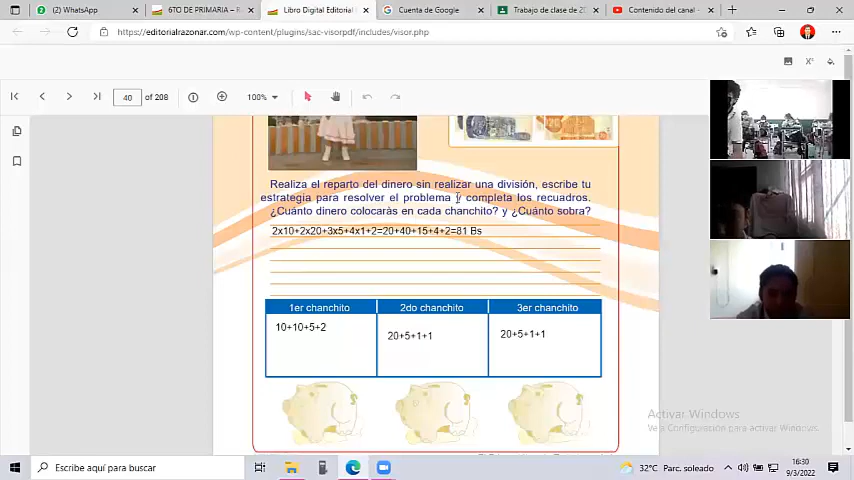 (2) WhatsApp
6TO DE PRIMARIA – R
Libro Digital Editorial
Cuenta de Google
Trabajo de clase de 20
Contenido del canal -
https://editorialrazonar.com/wp-content/plugins/sac-visorpdf/includes/visor.php
40 of 208
100%
Realiza el reparto del dinero sin realizar una división, escribe tu
estrategia para resolver el problema y completa los recuadros.
¿Cuánto dinero colocarás en cada chanchito? y ¿Cuánto sobra?
2x10+2x20+3x5+4x1+2=20+40+15+4+2=81 Bs
1er chanchito 2do chanchito 3er chanchito
10+10+5+2 20+5+1+1 20+5+1+1
Activar Windows
Ve a Configuración para activar Windows.
Escribe aquí para buscar
32°C Parc. soleado
16:30
9/3/2022